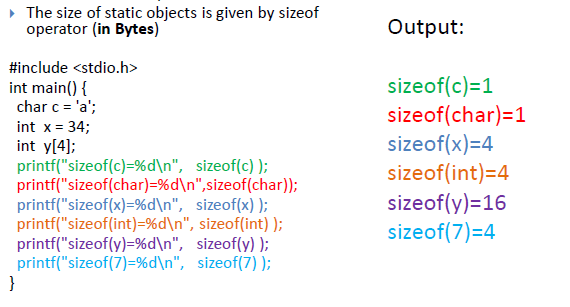 The size of static objects is given by sizeof
operator (in Bytes)
#include <stdio.h>
int main() {
char c = 'a';
int x = 34;
int y[4];
printf("sizeof(c)=%d\n", sizeof(c) );
printf("sizeof(char)=%d\n",sizeof(char));
printf("sizeof(x)=%d\n", sizeof(x) );
printf("sizeof(int)=%d\n", sizeof(int) );
printf("sizeof(y)=%d\n", sizeof(y) );
printf("sizeof(7)=%d\n", sizeof(7) );
}
Output:
sizeof(c)=1
sizeof(char)=1
sizeof(x)=4
sizeof(int)=4
sizeof(y)=16
sizeof(7)=4